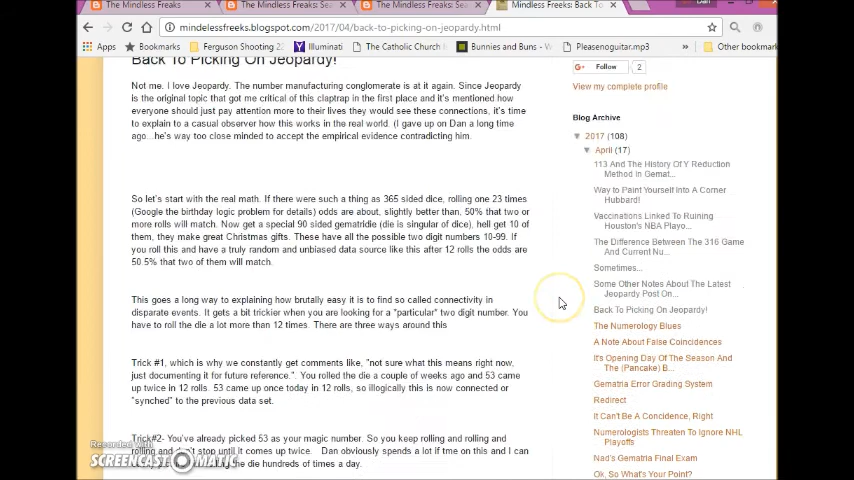 The Mindless Freaks
The Mindless Freaks: Sea
The Mindless Freaks: Sea
The Mindless Freaks: Back To
Dan
mindelessfreeks.blogspot.com/2017/04/back-to-picking-on-jeopardy.html
Apps
Bookmarks
Ferguson Shooting 2
Illuminati
The Catholic Church
Bunnies and Buns - W
Pleasenoguitar.mp3
»
Other bookmark
Back To Picking On Jeopardy!
Not me. I love Jeopardy. The number manufacturing conglomerate is at it again. Since Jeopardy
is the original topic that got me critical of this claptrap in the first place and it's mentioned how
everyone should just pay attention more to their lives they would see these connections, it's time
to explain to a casual observer how this works in the real world. (I gave up on Dan a long time
ago...he's way too close minded to accept the empirical evidence contradicting him.
So let's start with the real math. If there were such a thing as 365 sided dice, rolling one 23 times
(Google the birthday logic problem for details) odds are about, slightly better than, 50% that two or
more rolls will match. Now get a special 90 sided gematridie (die is singular of dice), hell get 10 of
them, they make great Christmas gifts. These have all the possible two digit numbers 10-99. If
you roll this and have a truly random and unbiased data source like this after 12 rolls the odds are
50.5% that two of them will match.
This goes a long way to explaining how brutally easy it is to find so called connectivity in
disparate events. It gets a bit trickier when you are looking for a *particular* two digit number. You
have to roll the die a lot more than 12 times. There are three ways around this
Trick #1, which is why we constantly get comments like, "not sure what this means right now,
just documenting it for future reference.". You rolled the die a couple of weeks ago and 53 came
up twice in 12 rolls. 53 came up once today in 12 rolls, so illogically this is now connected or
"synched" to the previous data set.
Trick#2- You've already picked 53 as your magic number. So you keep rolling and rolling and
rolling and don't stop until it comes up twice. Dan obviously spends a lot if tme on this and I can
the die hundreds of times a day.
Recorded with
SCREENCAST-O-MATIC
G+ Follow 2
View my complete profile
Blog Archive
▼ 2017 (108)
▼ April (17)
113 And The History Of Y Reduction
Method In Gemat...
Way to Paint Yourself Into A Corner
Hubbard!
Vaccinations Linked To Ruining
Houston's NBA Playo...
The Difference Between The 316 Game
And Current Nu...
Sometimes...
Some Other Notes About The Latest
Jeopardy Post On...
Back To Picking On Jeopardy!
The Numerology Blues
A Note About False Coincidences
It's Opening Day Of The Season And
The (Pancake) B...
Gematria Error Grading System
Redirect
It Can't Be A Coincidence, Right
Numerologists Threaten To Ignore NHL
Playoffs
Nad's Gematria Final Exam
Ok, So What's Your Point?